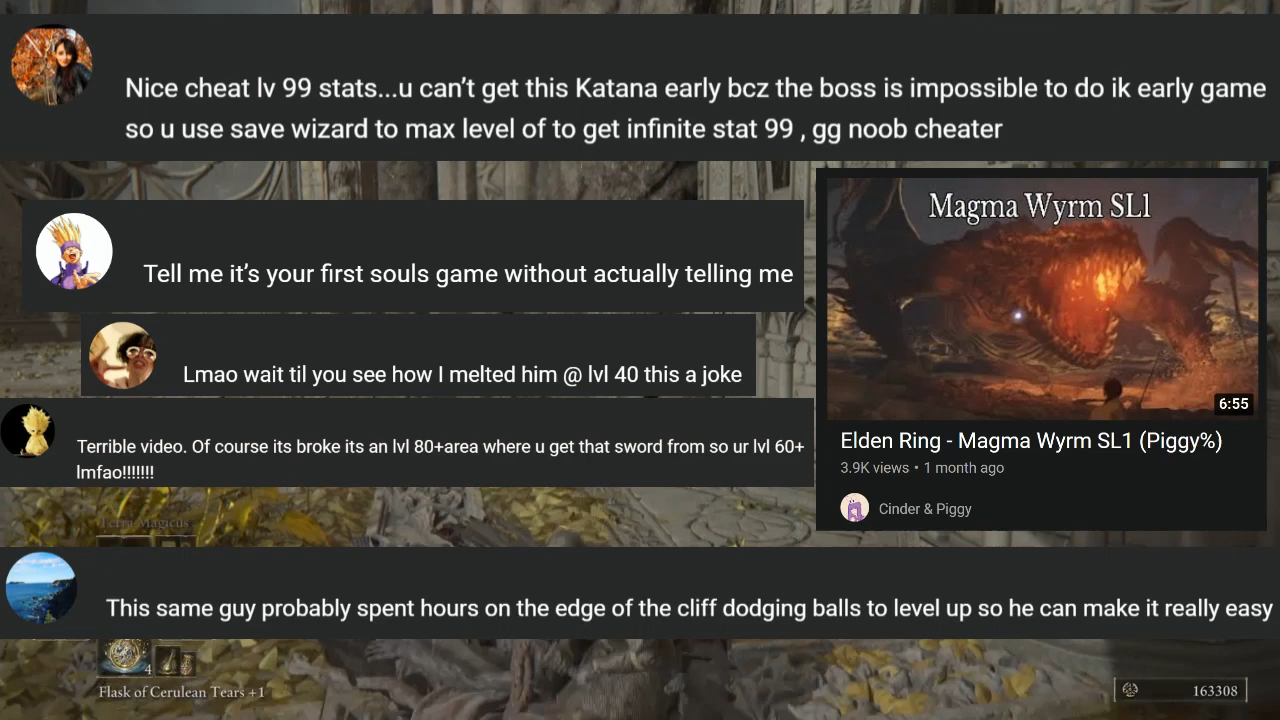 Nice cheat lv 99 stats...u can't get this Katana early bcz the boss is impossible to do ik early game
so u use save wizard to max level of to get infinite stat 99 , gg noob cheater
Tell me it's your first souls game without actually telling me
Lmao wait til you see how I melted him @ lvl 40 this a joke
Terrible video. Of course its broke its an lvl 80+area where u get that sword from so ur lvl 60+
lmfao!!!!!!!
Magma Wyrm SL1
6:55
Elden Ring - Magma Wyrm SL1 (Piggy%)
3.9K views • 1 month ago
Cinder & Piggy
Terra Magicus
This same guy probably spent hours on the edge of the cliff dodging balls to level up so he can make it really easy
4
Flask of Cerulean Tears +1
163308